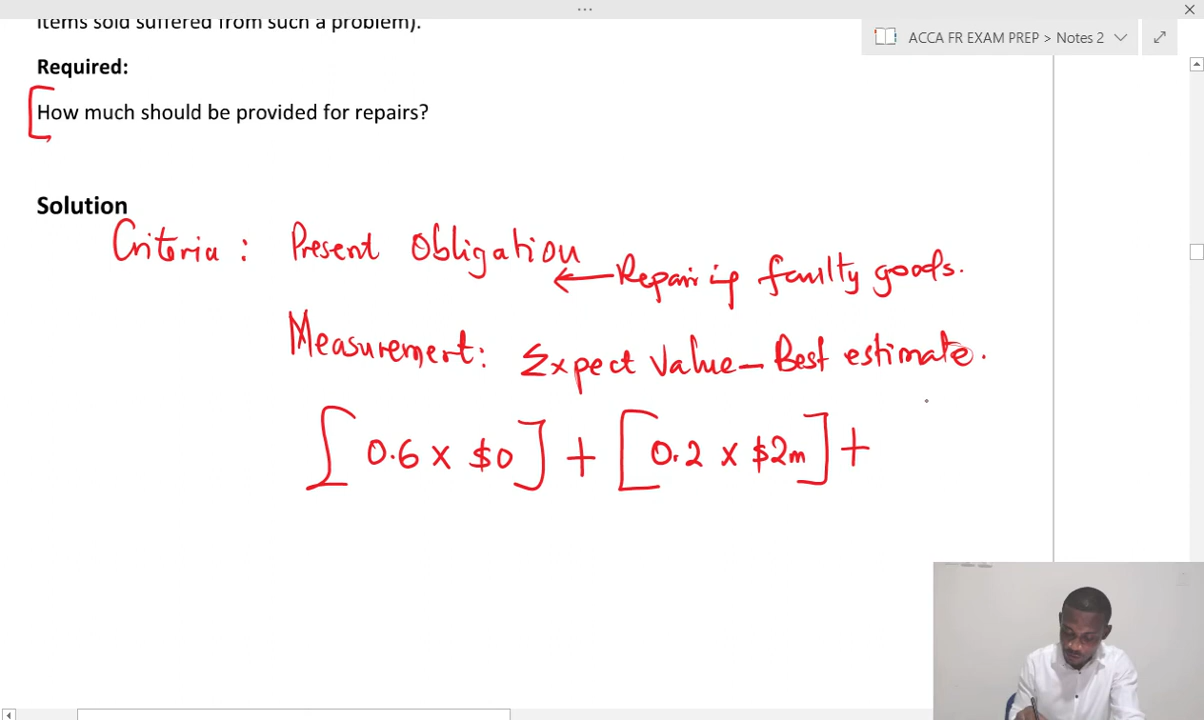 items sold suffered from such a problem).
ACCA FR EXAM PREP > Notes 2
Required:
How much should be provided for repairs?
Solution
Criteria : Present Obligation
← Repairing faulty goods.
Measurement: Expect Value – Best estimate.
[0.6 x $0] + [0.2 x $2m] +